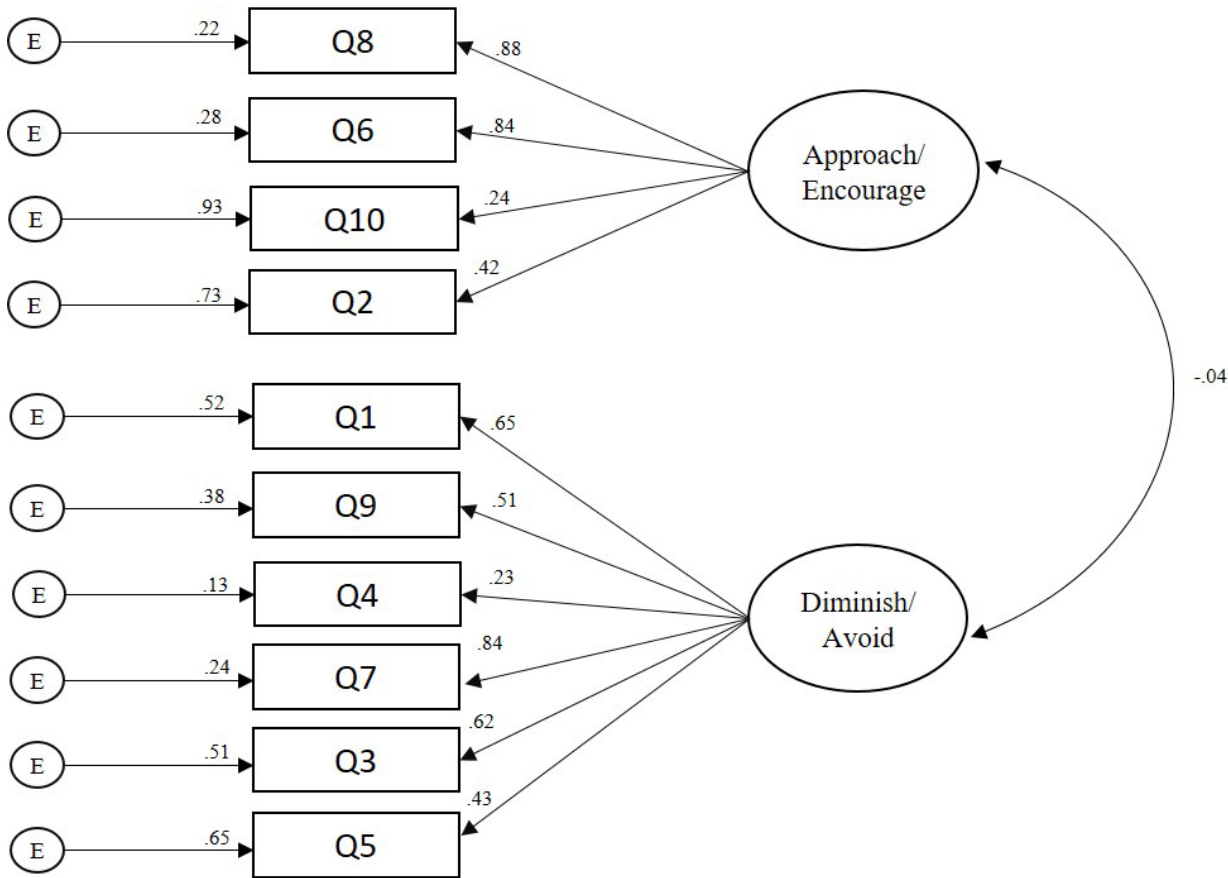 E .22 Q8 .88
E .28 Q6 .84
E .93 Q10 .24
E .73 Q2 .42
Approach/
Encourage
-.04
E .52 Q1 .65
E .38 Q9 .51
E .13 Q4 .23
E .24 Q7 .84
E .51 Q3 .62
E .65 Q5 .43
Diminish/
Avoid